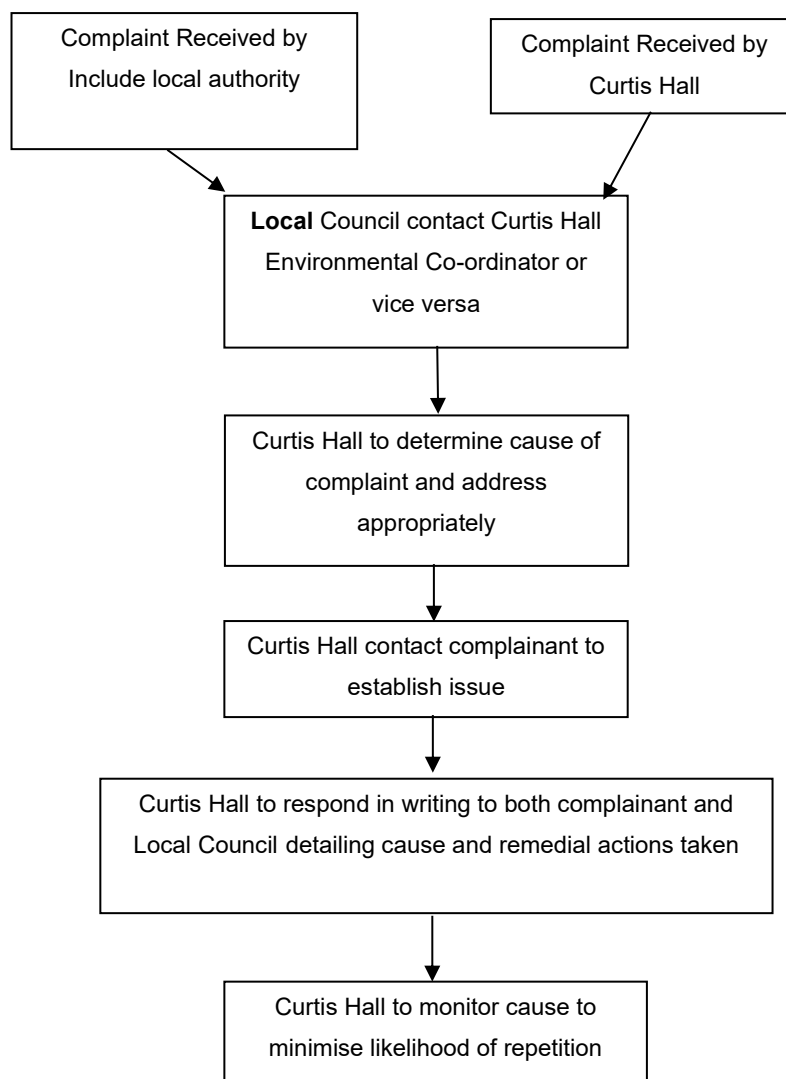 Complaint Received by
Include local authority
Complaint Received by
Curtis Hall
Local Council contact Curtis Hall
Environmental Co-ordinator or
vice versa
Curtis Hall to determine cause of
complaint and address
appropriately
Curtis Hall contact complainant to
establish issue
Curtis Hall to respond in writing to both complainant and
Local Council detailing cause and remedial actions taken
Curtis Hall to monitor cause to
minimise likelihood of repetition